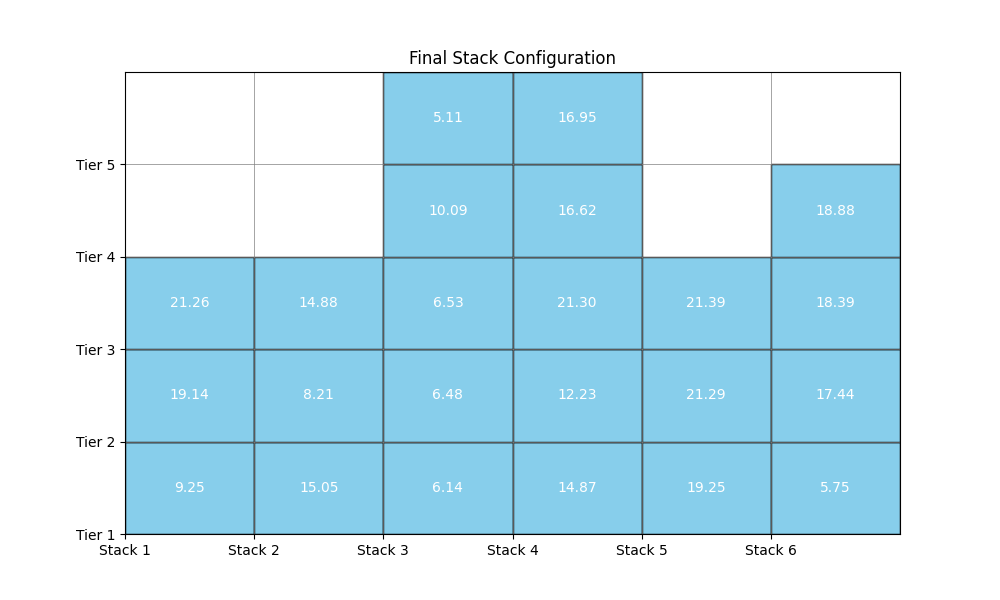 Final Stack Configuration
5.11 16.95
Tier 5
10.09 16.62 18.88
Tier 4
21.26 14.88 6.53 21.30 21.39 18.39
Tier 3
19.14 8.21 6.48 12.23 21.29 17.44
Tier 2
9.25 15.05 6.14 14.87 19.25 5.75
Tier 1
Stack 1 Stack 2 Stack 3 Stack 4 Stack 5 Stack 6